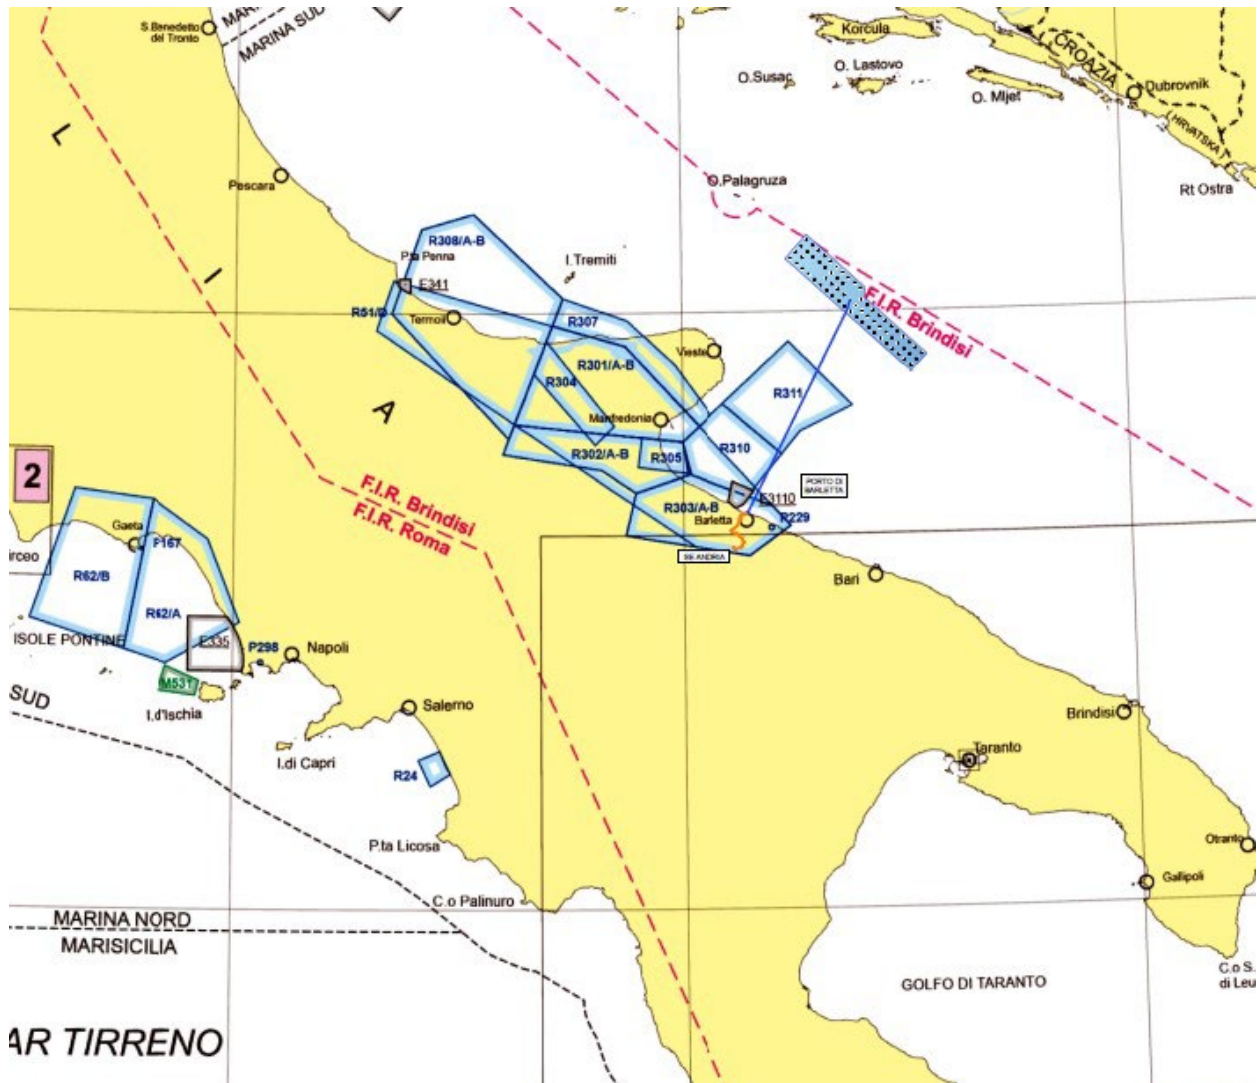 S.Benedetto
del Tronto
MARINA SUD
Korcula
CROAZIA
O. Lastovo
O.Susac
O. Mljet
Dubrovnik
(HRVATSKA)
Rt Ostra
L
Pescara
O.Palagruza
R308/A-B
P.ta Penna
I.Tremiti
I
E341
R51/D
Termoli
R307
F.I.R. Brindisi
Vieste
R301/A-B
R304
R311
A
Manfredonia
R310
R302/A-B
R305
2
PORTO DI
BARLETTA
E3110
F.I.R. Brindisi
F.I.R. Roma
R303/A-B
Barletta
P229
SE ANDRIA
Gaeta
P167
irceo
R62/B
Bari
R62/A
ISOLE PONTINE
E335
P298
Napoli
M531
SUD
I.d'Ischia
Salerno
Brindisi
I.di Capri
R24
Taranto
P.ta Licosa
Otranto
Gallipoli
C.o Palinuro
MARINA NORD
MARISICILIA
C.o S.
di Leu
GOLFO DI TARANTO
AR TIRRENO